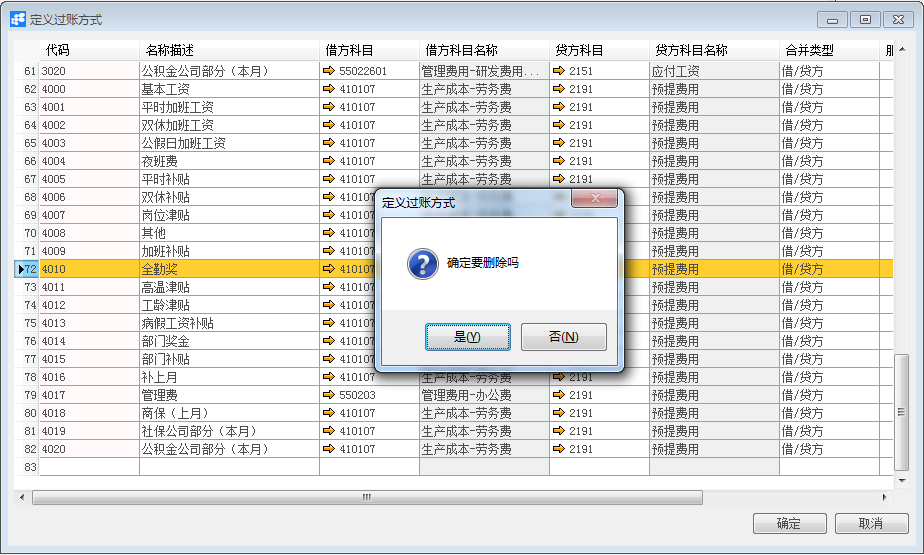 定义过账方式
代码 名称描述 借方科目 借方科目名称 贷方科目 贷方科目名称 合并类型
61 3020 公积金公司部分（本月） 55022601 管理费用-研发费用... 2151 应付工资 借/贷方
62 4000 基本工资 410107 生产成本-劳务费 2191 预提费用 借/贷方
63 4001 平时加班工资 410107 生产成本-劳务费 2191 预提费用 借/贷方
64 4002 双休加班工资 410107 生产成本-劳务费 2191 预提费用 借/贷方
65 4003 公假日加班工资 410107 生产成本-劳务费 2191 预提费用 借/贷方
66 4004 夜班费 410107 生产成本-劳务费 2191 预提费用 借/贷方
67 4005 平时补贴 410107 生产成本-劳务费 2191 预提费用 借/贷方
68 4006 双休补贴 410107 预提费用 借/贷方
69 4007 岗位津贴 410107 预提费用 借/贷方
70 4008 其他 410107 预提费用 借/贷方
71 4009 加班补贴 410107 预提费用 借/贷方
72 4010 全勤奖 410107 预提费用 借/贷方
73 4011 高温津贴 410107 预提费用 借/贷方
74 4012 工龄津贴 410107 预提费用 借/贷方
75 4013 病假工资补贴 410107 预提费用 借/贷方
76 4014 部门奖金 410107 预提费用 借/贷方
77 4015 部门补贴 410107 预提费用 借/贷方
78 4016 补上月 410107 生产成本-劳务费 2191 预提费用 借/贷方
79 4017 管理费 550203 管理费用-办公费 2191 预提费用 借/贷方
80 4018 商保（上月） 410107 生产成本-劳务费 2191 预提费用 借/贷方
81 4019 社保公司部分（本月） 410107 生产成本-劳务费 2191 预提费用 借/贷方
82 4020 公积金公司部分（本月） 410107 生产成本-劳务费 2191 预提费用 借/贷方
83
定义过账方式
确定要删除吗
是(Y) 否(N)
确定 取消